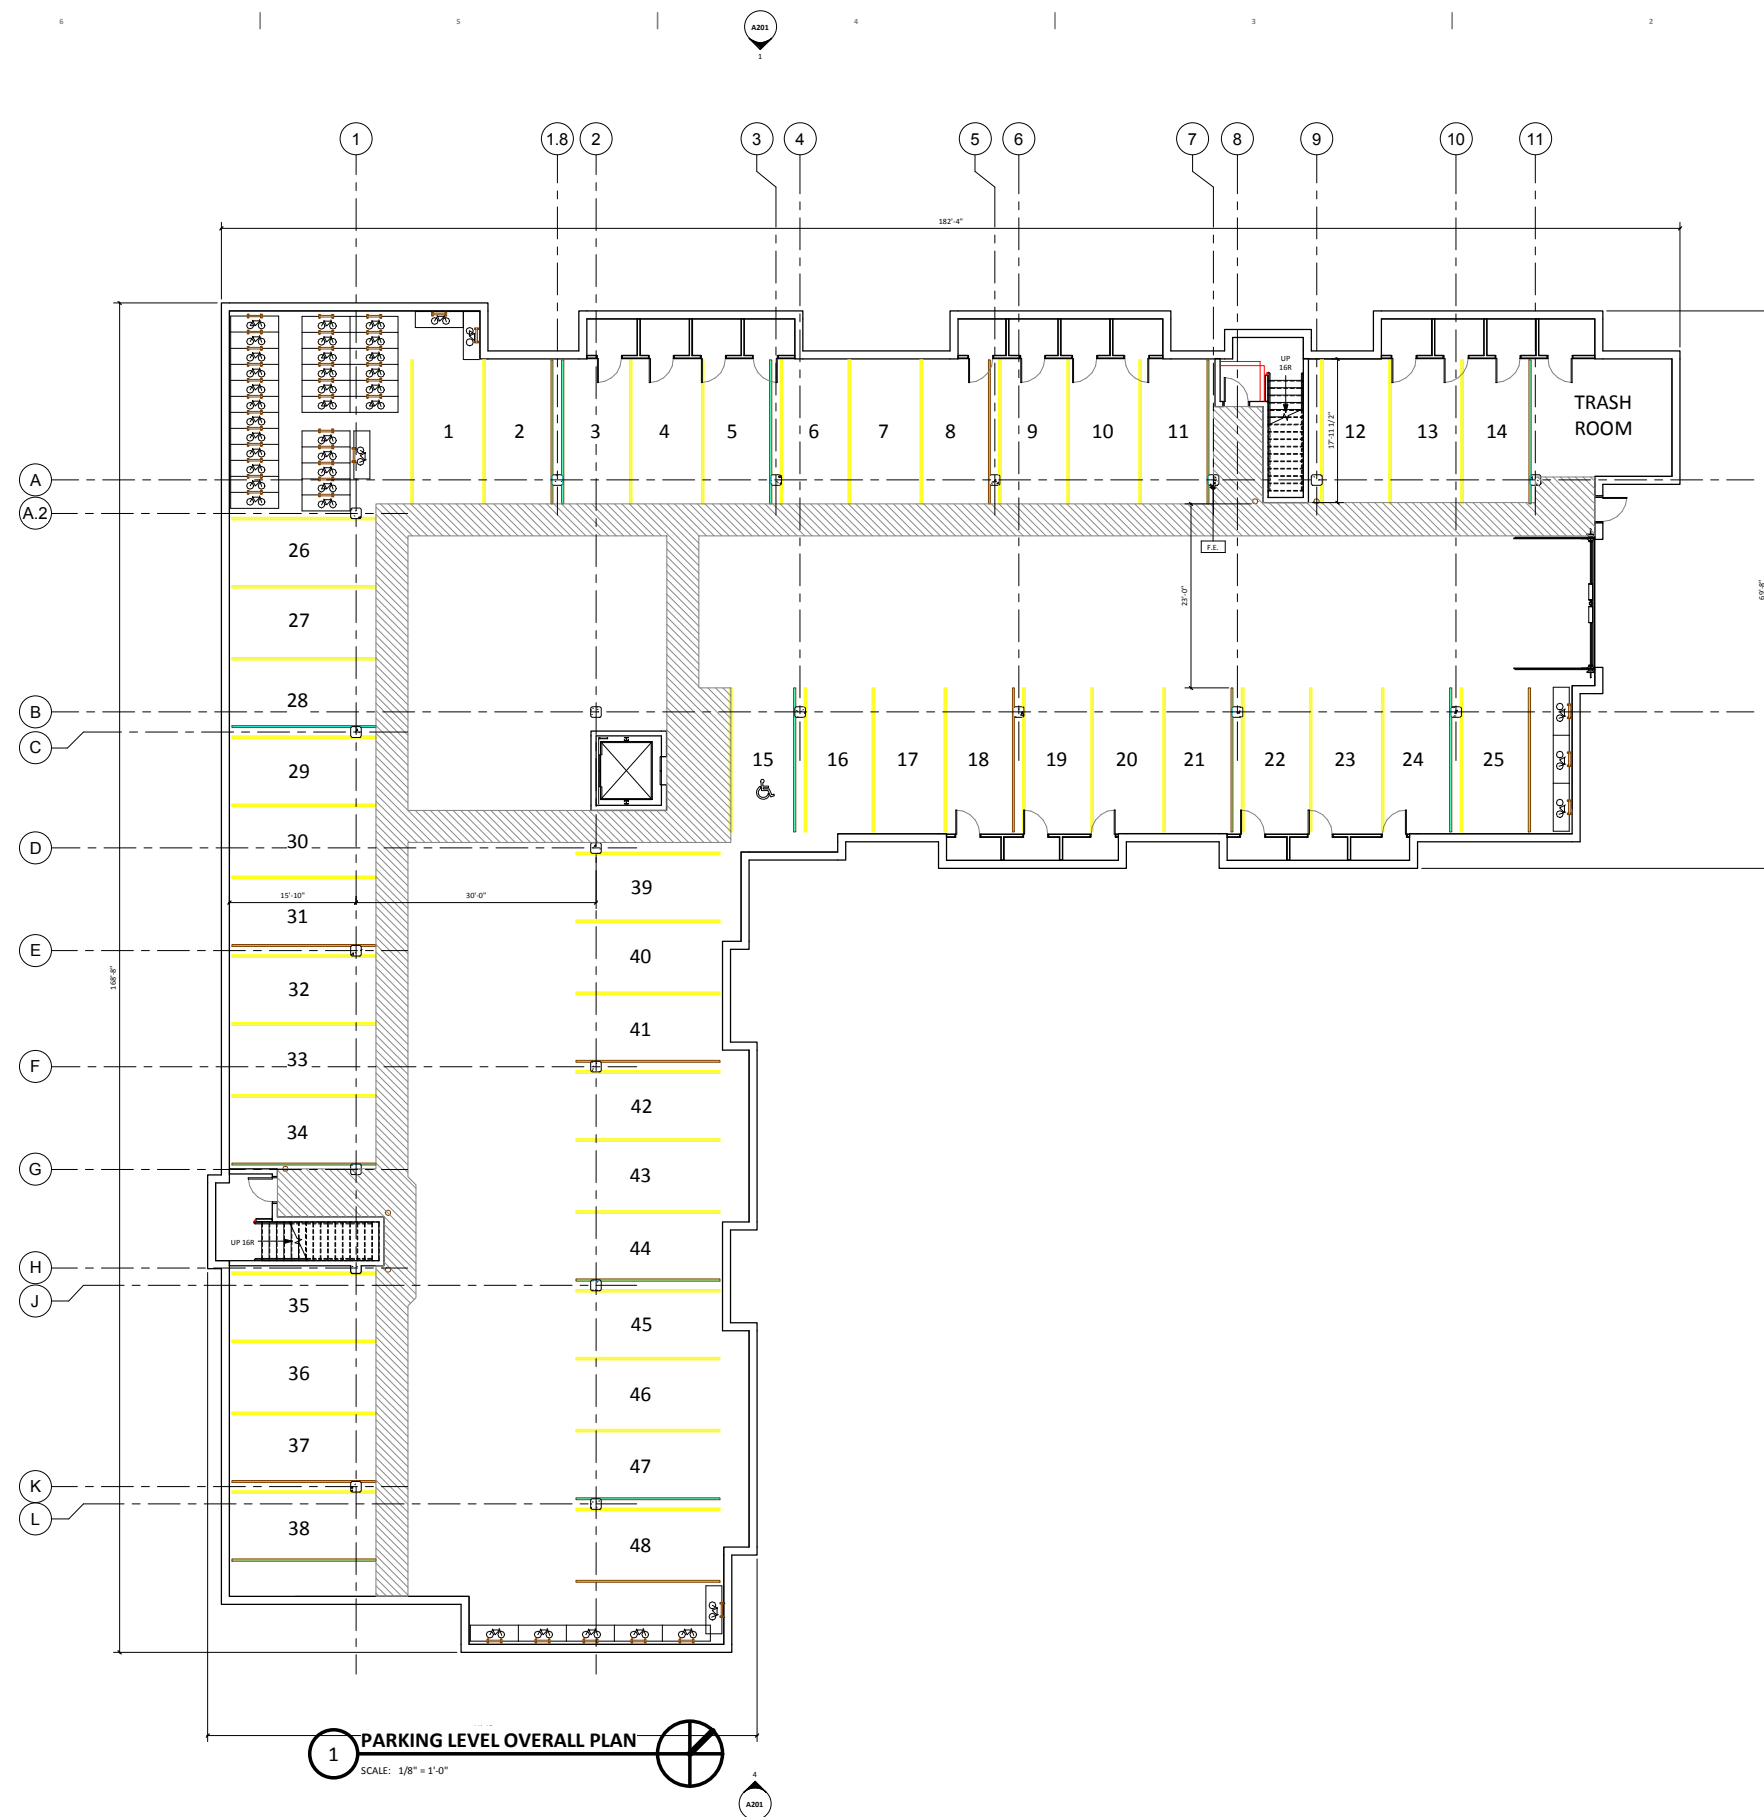 6 5 4 3 2
A201
1
1 1.8 2 3 4 5 6 7 8 9 10 11
182'-4"
UP
16R
TRASH
ROOM
1 2 3 4 5 6 7 8 9 10 11 12 13 14
17'-11 1/2"
A
A.2
F.E.
26
23'-0"
69'-8"
27
28
B
C
15 16 17 18 19 20 21 22 23 24 25
29
30
D
39
15'-10"
30'-0"
31
E
40
168'-8"
32
41
33
F
42
34
43
G
UP 16R
44
H
J
35
45
36
46
37
47
K
L
38
48
1
PARKING LEVEL OVERALL PLAN
SCALE: 1/8" = 1'-0"
4
A201